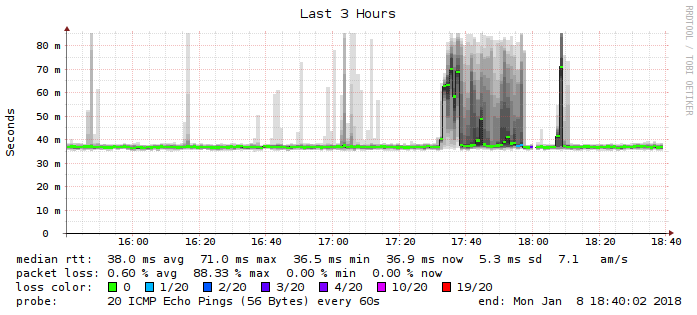 Last 3 Hours
RRDTOOL / TOBI OETIKER
Seconds
80 m
70 m
60 m
50 m
40 m
30 m
20 m
10 m
0
16:00 16:20 16:40 17:00 17:20 17:40 18:00 18:20 18:40
median rtt: 38.0 ms avg 71.0 ms max 36.5 ms min 36.9 ms now 5.3 ms sd 7.1 am/s
packet loss: 0.60 % avg 88.33 % max 0.00 % min 0.00 % now
loss color: 0 1/20 2/20 3/20 4/20 10/20 19/20
probe: 20 ICMP Echo Pings (56 Bytes) every 60s end: Mon Jan 8 18:40:02 2018